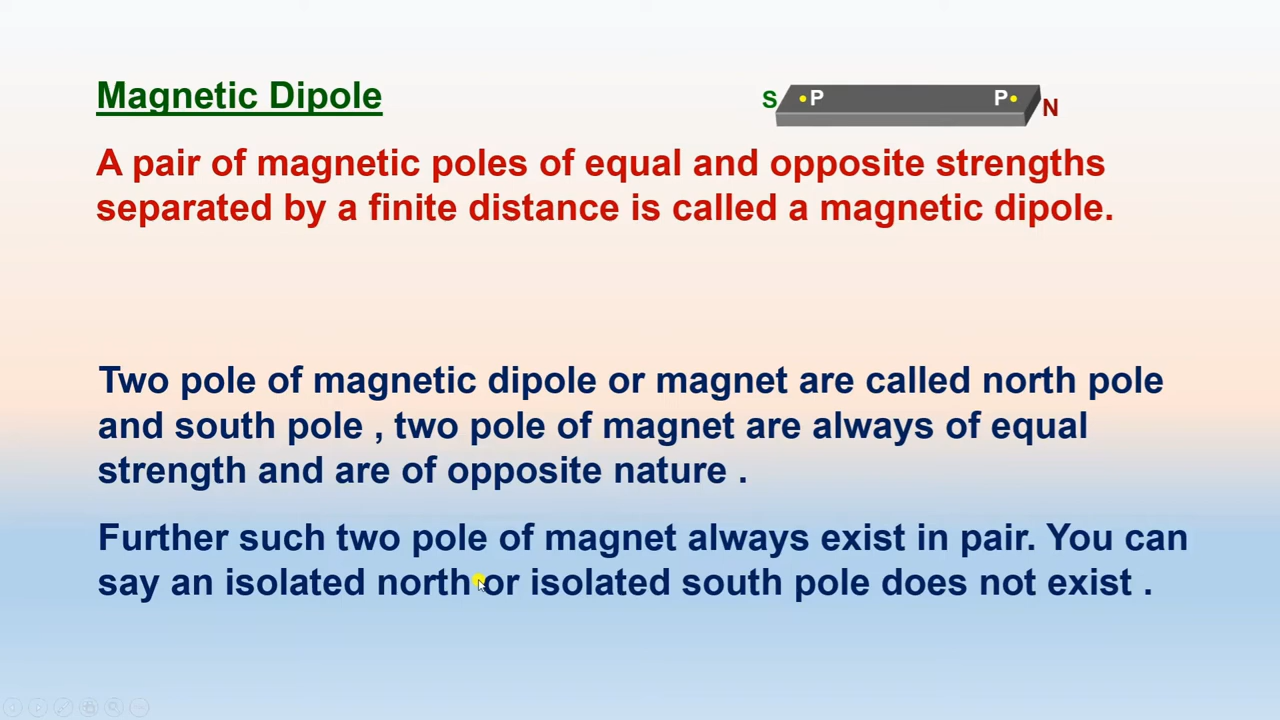 Magnetic Dipole
S P P N
A pair of magnetic poles of equal and opposite strengths
separated by a finite distance is called a magnetic dipole.
Two pole of magnetic dipole or magnet are called north pole
and south pole , two pole of magnet are always of equal
strength and are of opposite nature .
Further such two pole of magnet always exist in pair. You can
say an isolated north or isolated south pole does not exist .